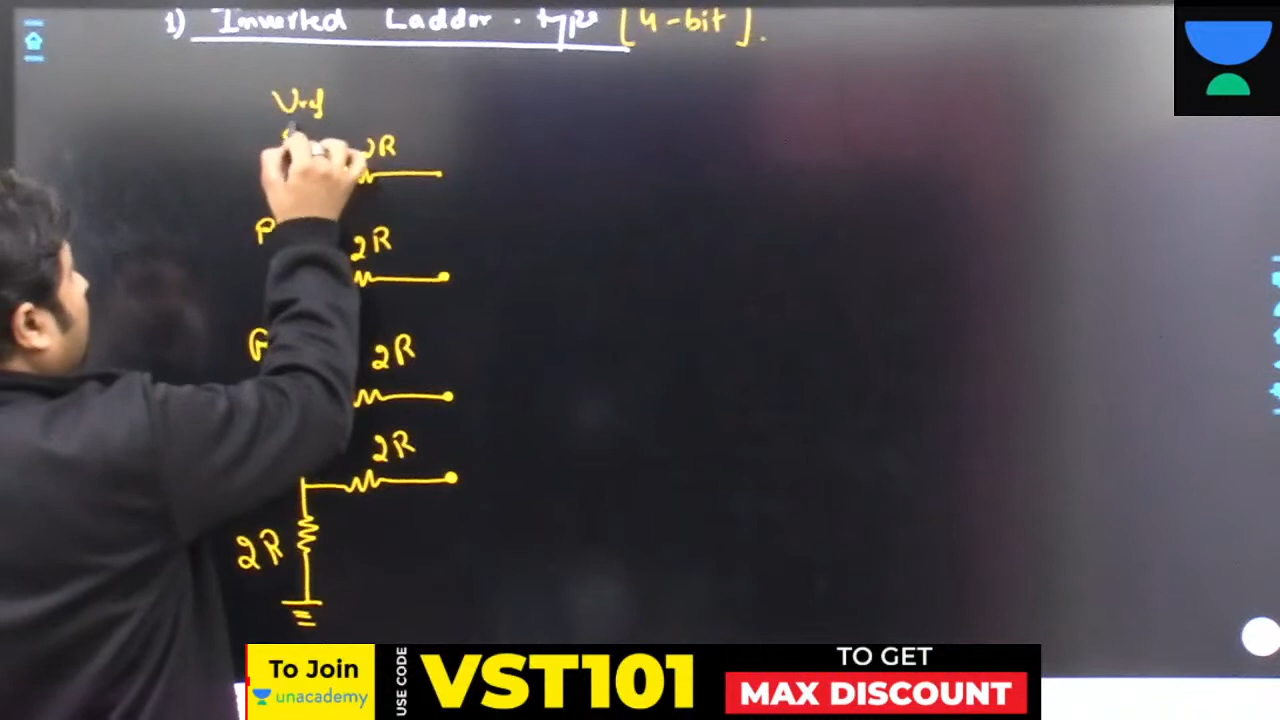 1) Inverted Ladder. type [4-bit].
Vref
2R
R
2R
R
2R
2R
2R
To Join
unacademy
USE CODE
VST101
TO GET
MAX DISCOUNT